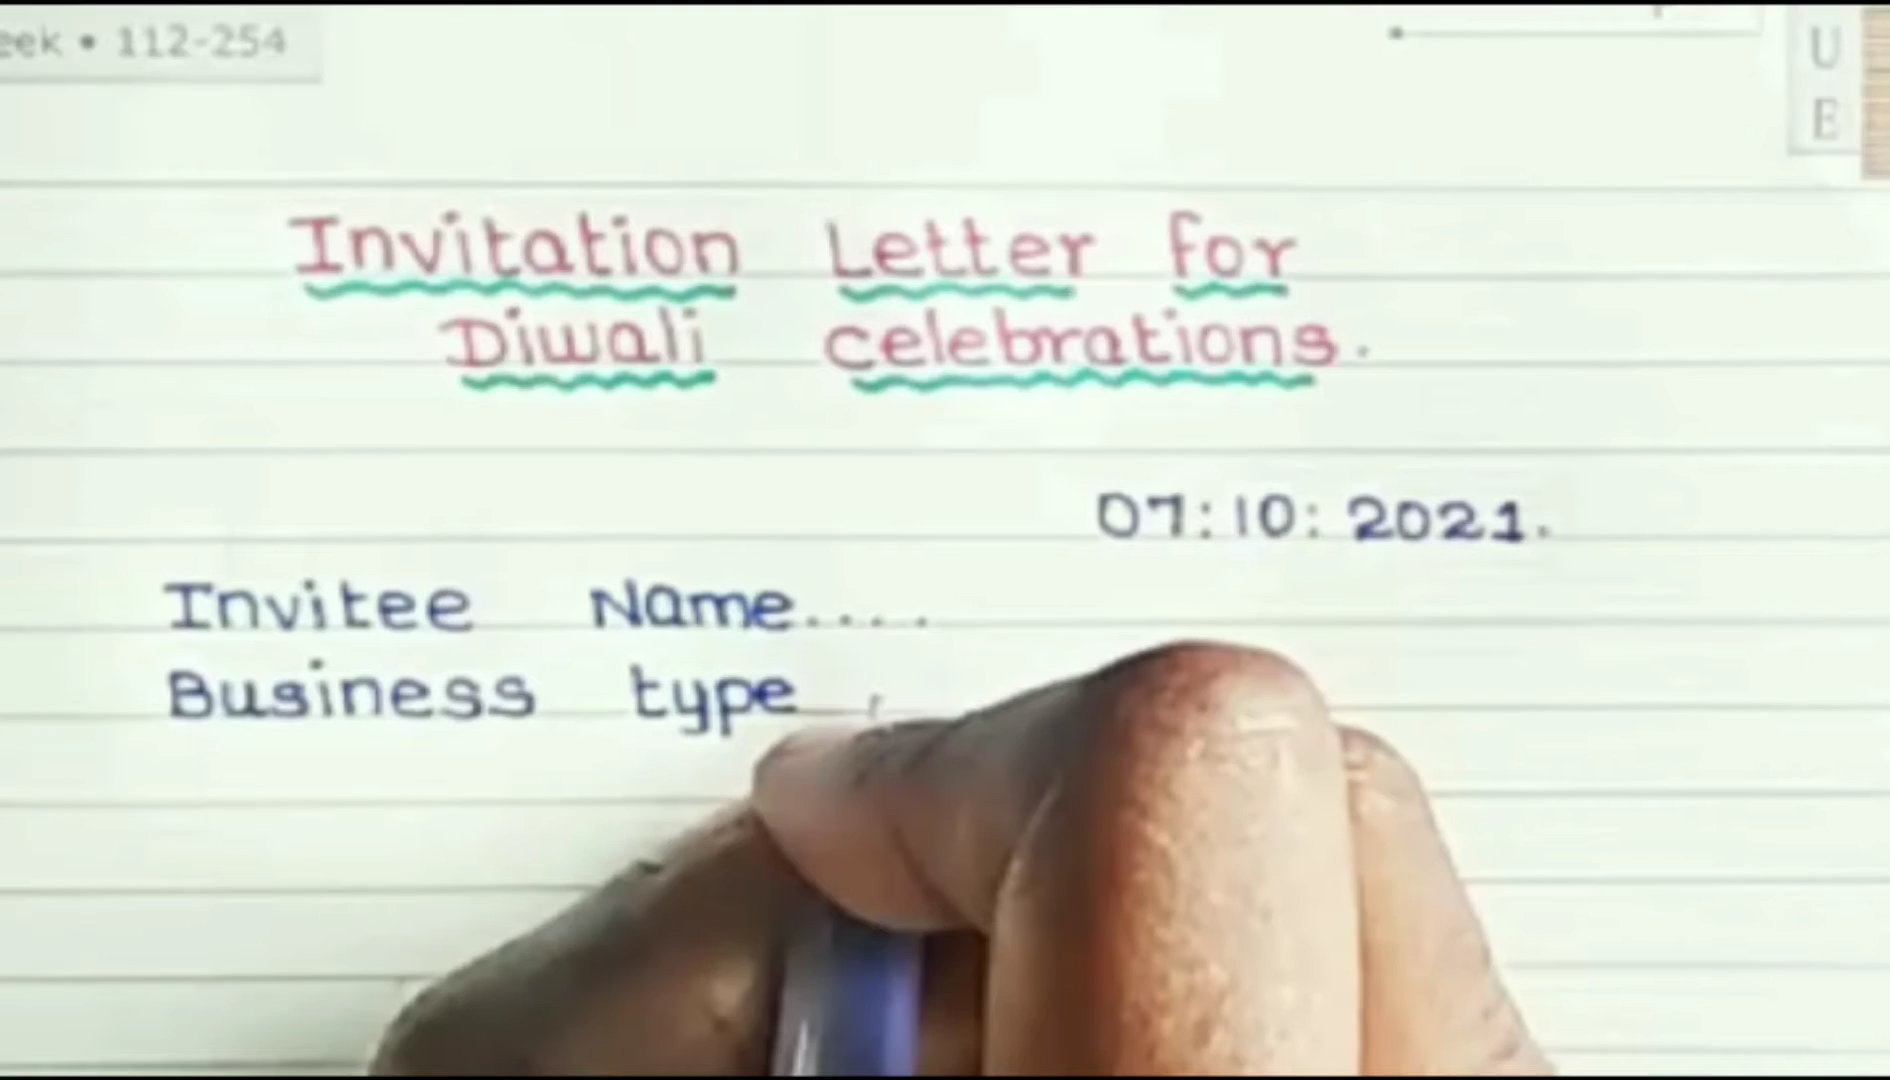 eek • 112-254
U
E
Invitation Letter for
Diwali celebrations.
07:10: 2021.
Invitee Name....
Business type